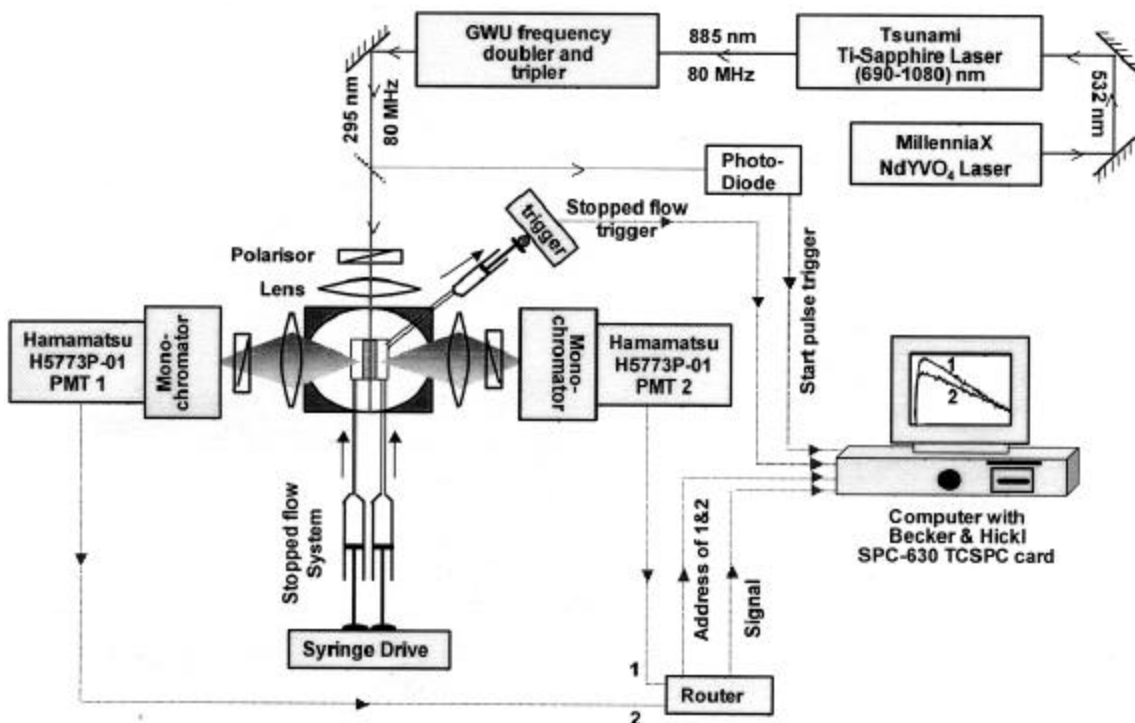 GWU frequency
doubler and
tripler
885 nm
80 MHz
Tsunami
Ti-Sapphire Laser
(690-1080) nm
532 nm
MillenniaX
NdYVO₄ Laser
295 nm
80 MHz
Photo-
Diode
Stopped flow
trigger
trigger
Start pulse trigger
Polarisor
Lens
Hamamatsu
H5773P-01
PMT 1
Mono-
chromator
Mono-
chromator
Hamamatsu
H5773P-01
PMT 2
1
2
Stopped flow
System
Address of 1&2
Signal
Computer with
Becker & Hickl
SPC-630 TCSPC card
Syringe Drive
1
2
Router